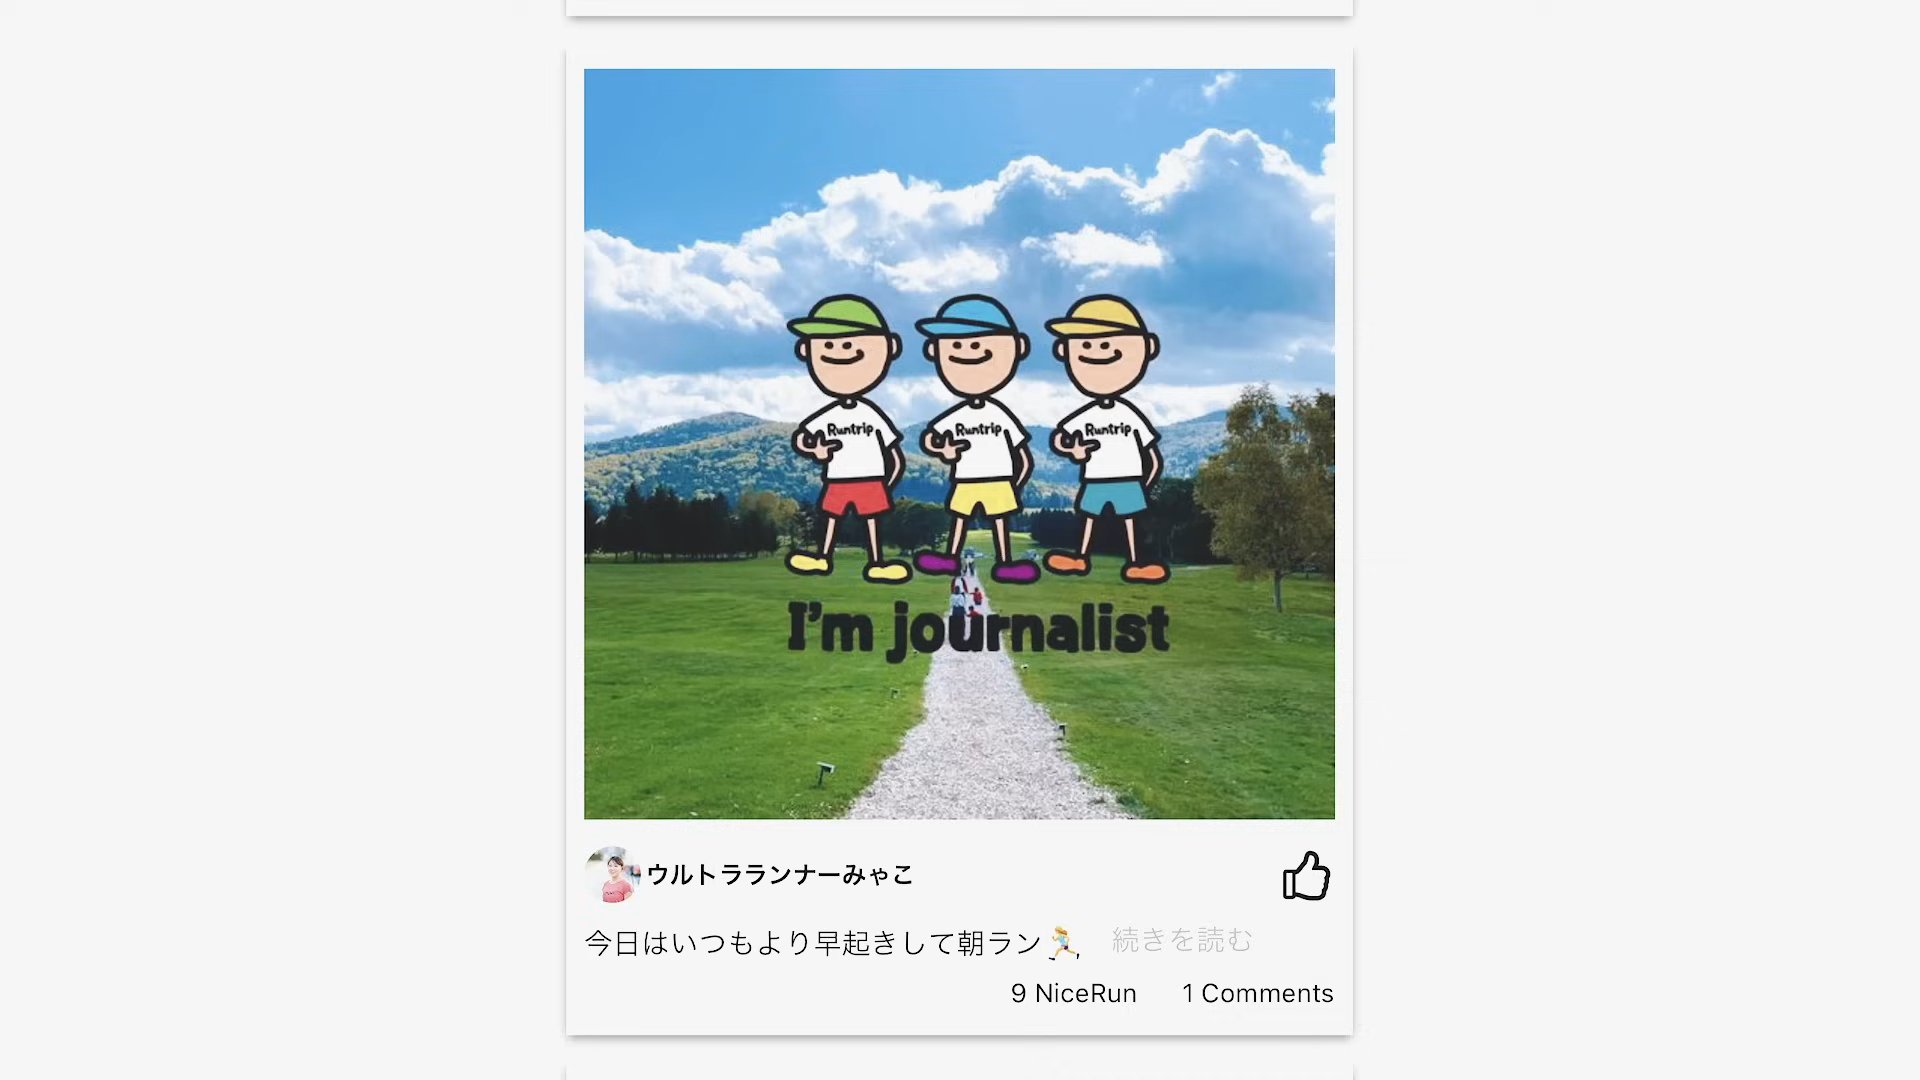 Runtrip Runtrip Runtrip
I'm journalist
ウルトラランナーみゃこ
今日はいつもより早起きして朝ラン🏃, 続きを読む
9 NiceRun 1 Comments